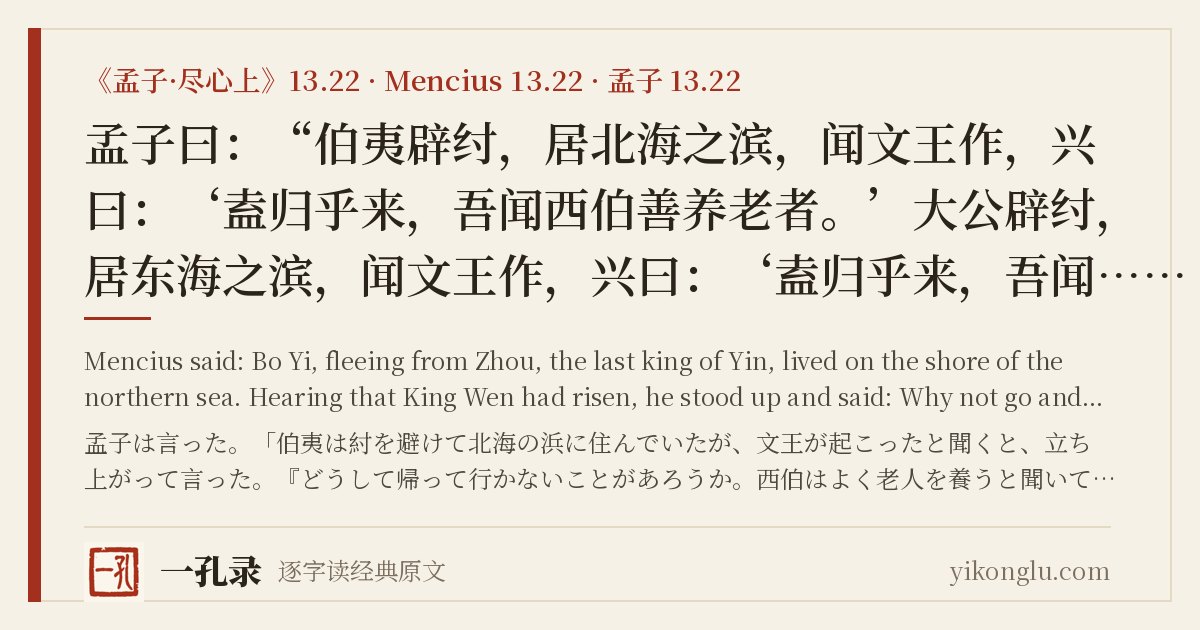 《孟子·尽心上》13.22 · Mencius 13.22 · 孟子 13.22
孟子曰：“伯夷辟纣，居北海之滨，闻文王作，兴
曰：‘盍归乎来，吾闻西伯善养老者。’大公辟纣，
居东海之滨，闻文王作，兴曰：‘盍归乎来，吾闻……
Mencius said: Bo Yi, fleeing from Zhou, the last king of Yin, lived on the shore of the
northern sea. Hearing that King Wen had risen, he stood up and said: Why not go and...
孟子は言った。「伯夷は紂を避けて北海の浜に住んでいたが、文王が起こったと聞くと、立ち
上がって言った。『どうして帰って行かないことがあろうか。西伯はよく老人を養うと聞いて…
一孔
一孔录 逐字读经典原文
yikonglu.com